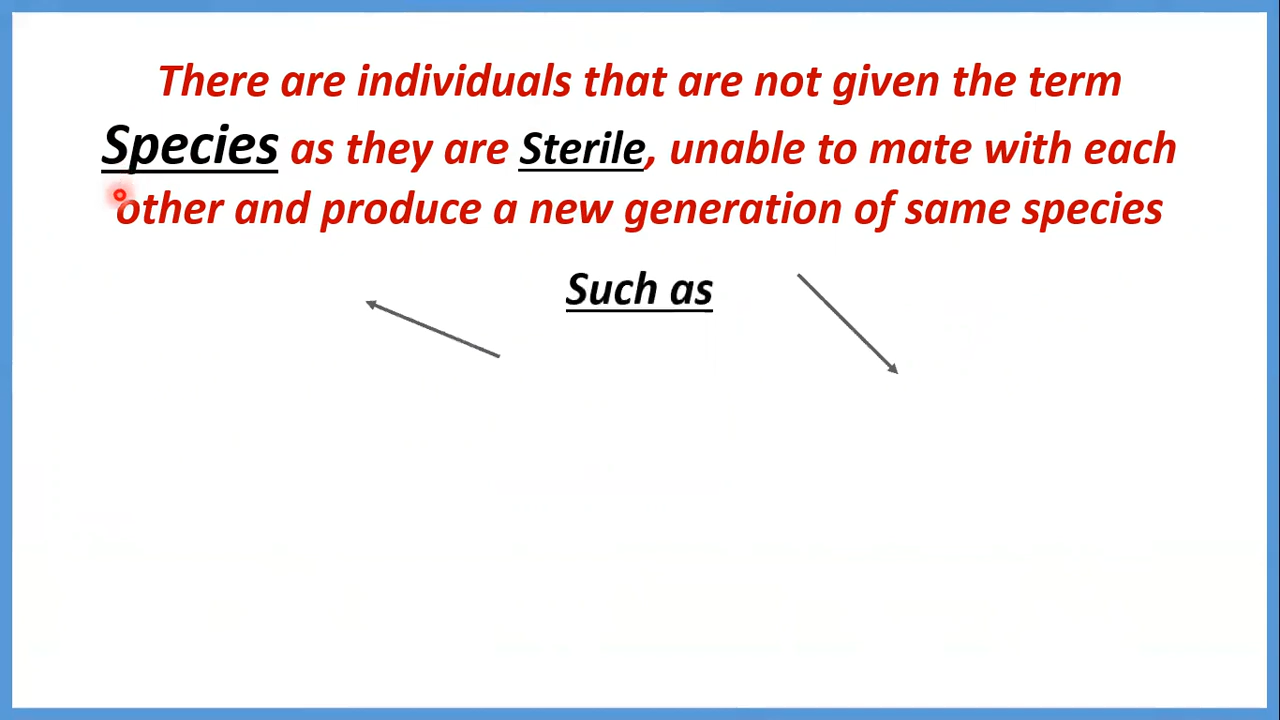 There are individuals that are not given the term
Species as they are Sterile, unable to mate with each
other and produce a new generation of same species
Such as